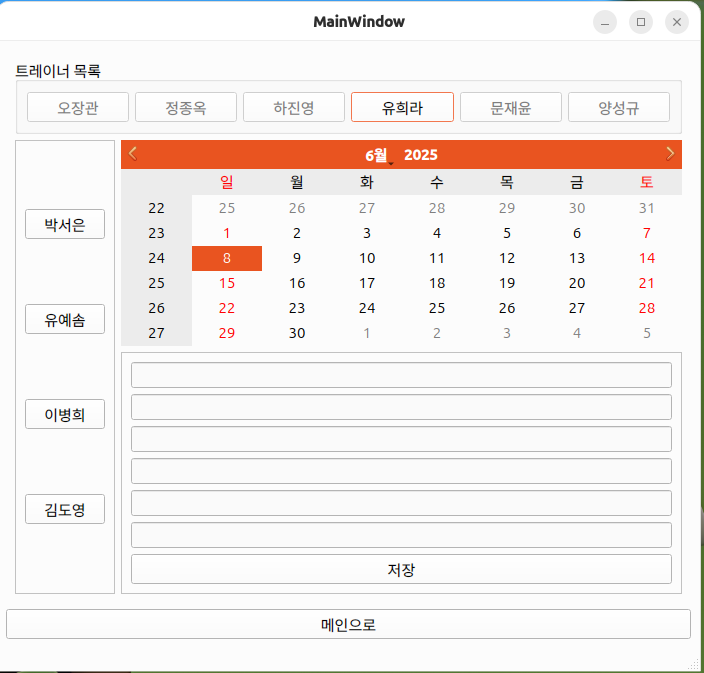 MainWindow
트레이너 목록
오장관 정종옥 하진영 유희라 문재윤 양성규
6월 2025
일 월 화 수 목 금 토
22 25 26 27 28 29 30 31
23 1 2 3 4 5 6 7
24 8 9 10 11 12 13 14
25 15 16 17 18 19 20 21
26 22 23 24 25 26 27 28
27 29 30 1 2 3 4 5
박서은
유예솜
이병희
김도영
저장
메인으로